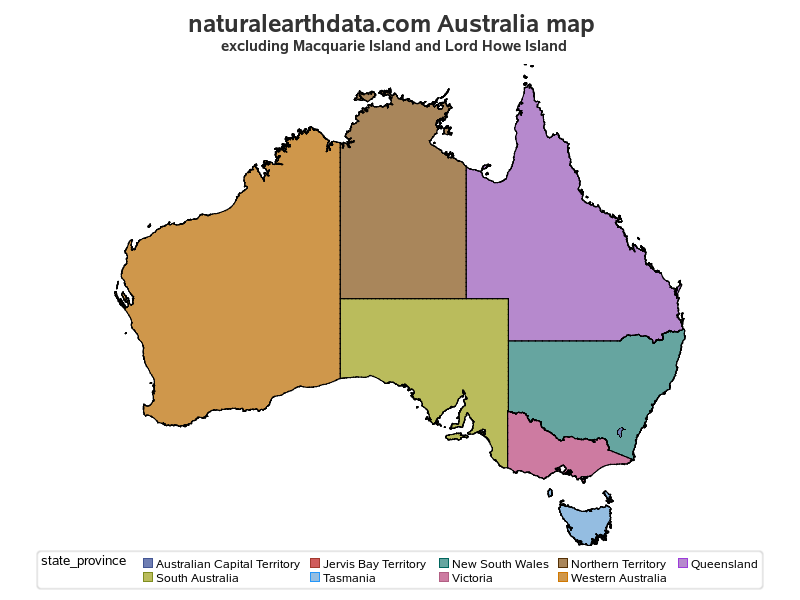 naturalearthdata.com Australia map
excluding Macquarie Island and Lord Howe Island
state_province
Australian Capital Territory Jervis Bay Territory New South Wales Northern Territory Queensland
South Australia Tasmania Victoria Western Australia